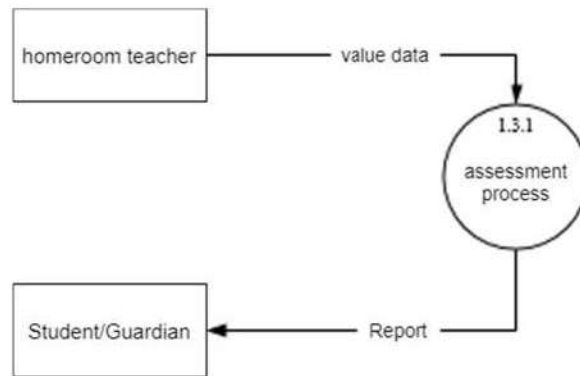 homeroom teacher
value data
1.3.1
assessment
process
Student/Guardian
Report